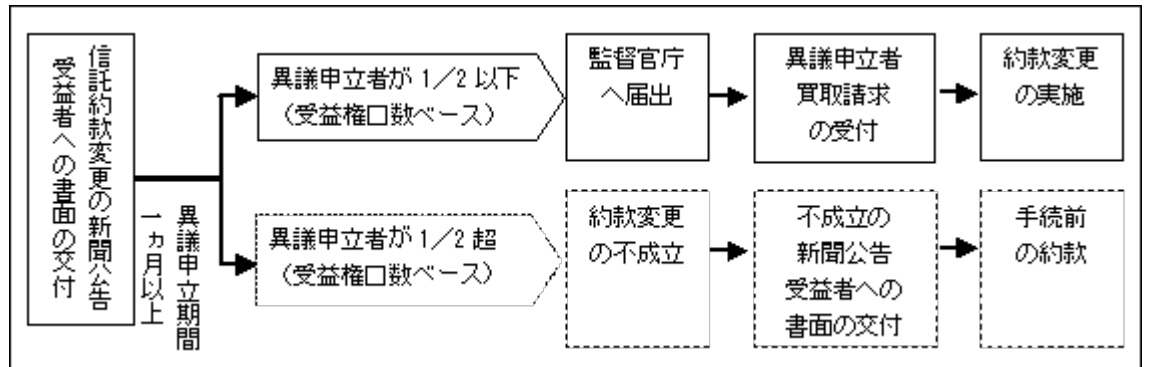 信託約款変更の新聞公告
受益者への書面の交付
異議申立期間
一ヵ月以上
異議申立者が1/2以下
（受益権口数ベース）
監督官庁
へ届出
異議申立者
買取請求
の受付
約款変更
の実施
異議申立者が1/2超
（受益権口数ベース）
約款変更
の不成立
不成立の
新聞公告
受益者への
書面の交付
手続前
の約款